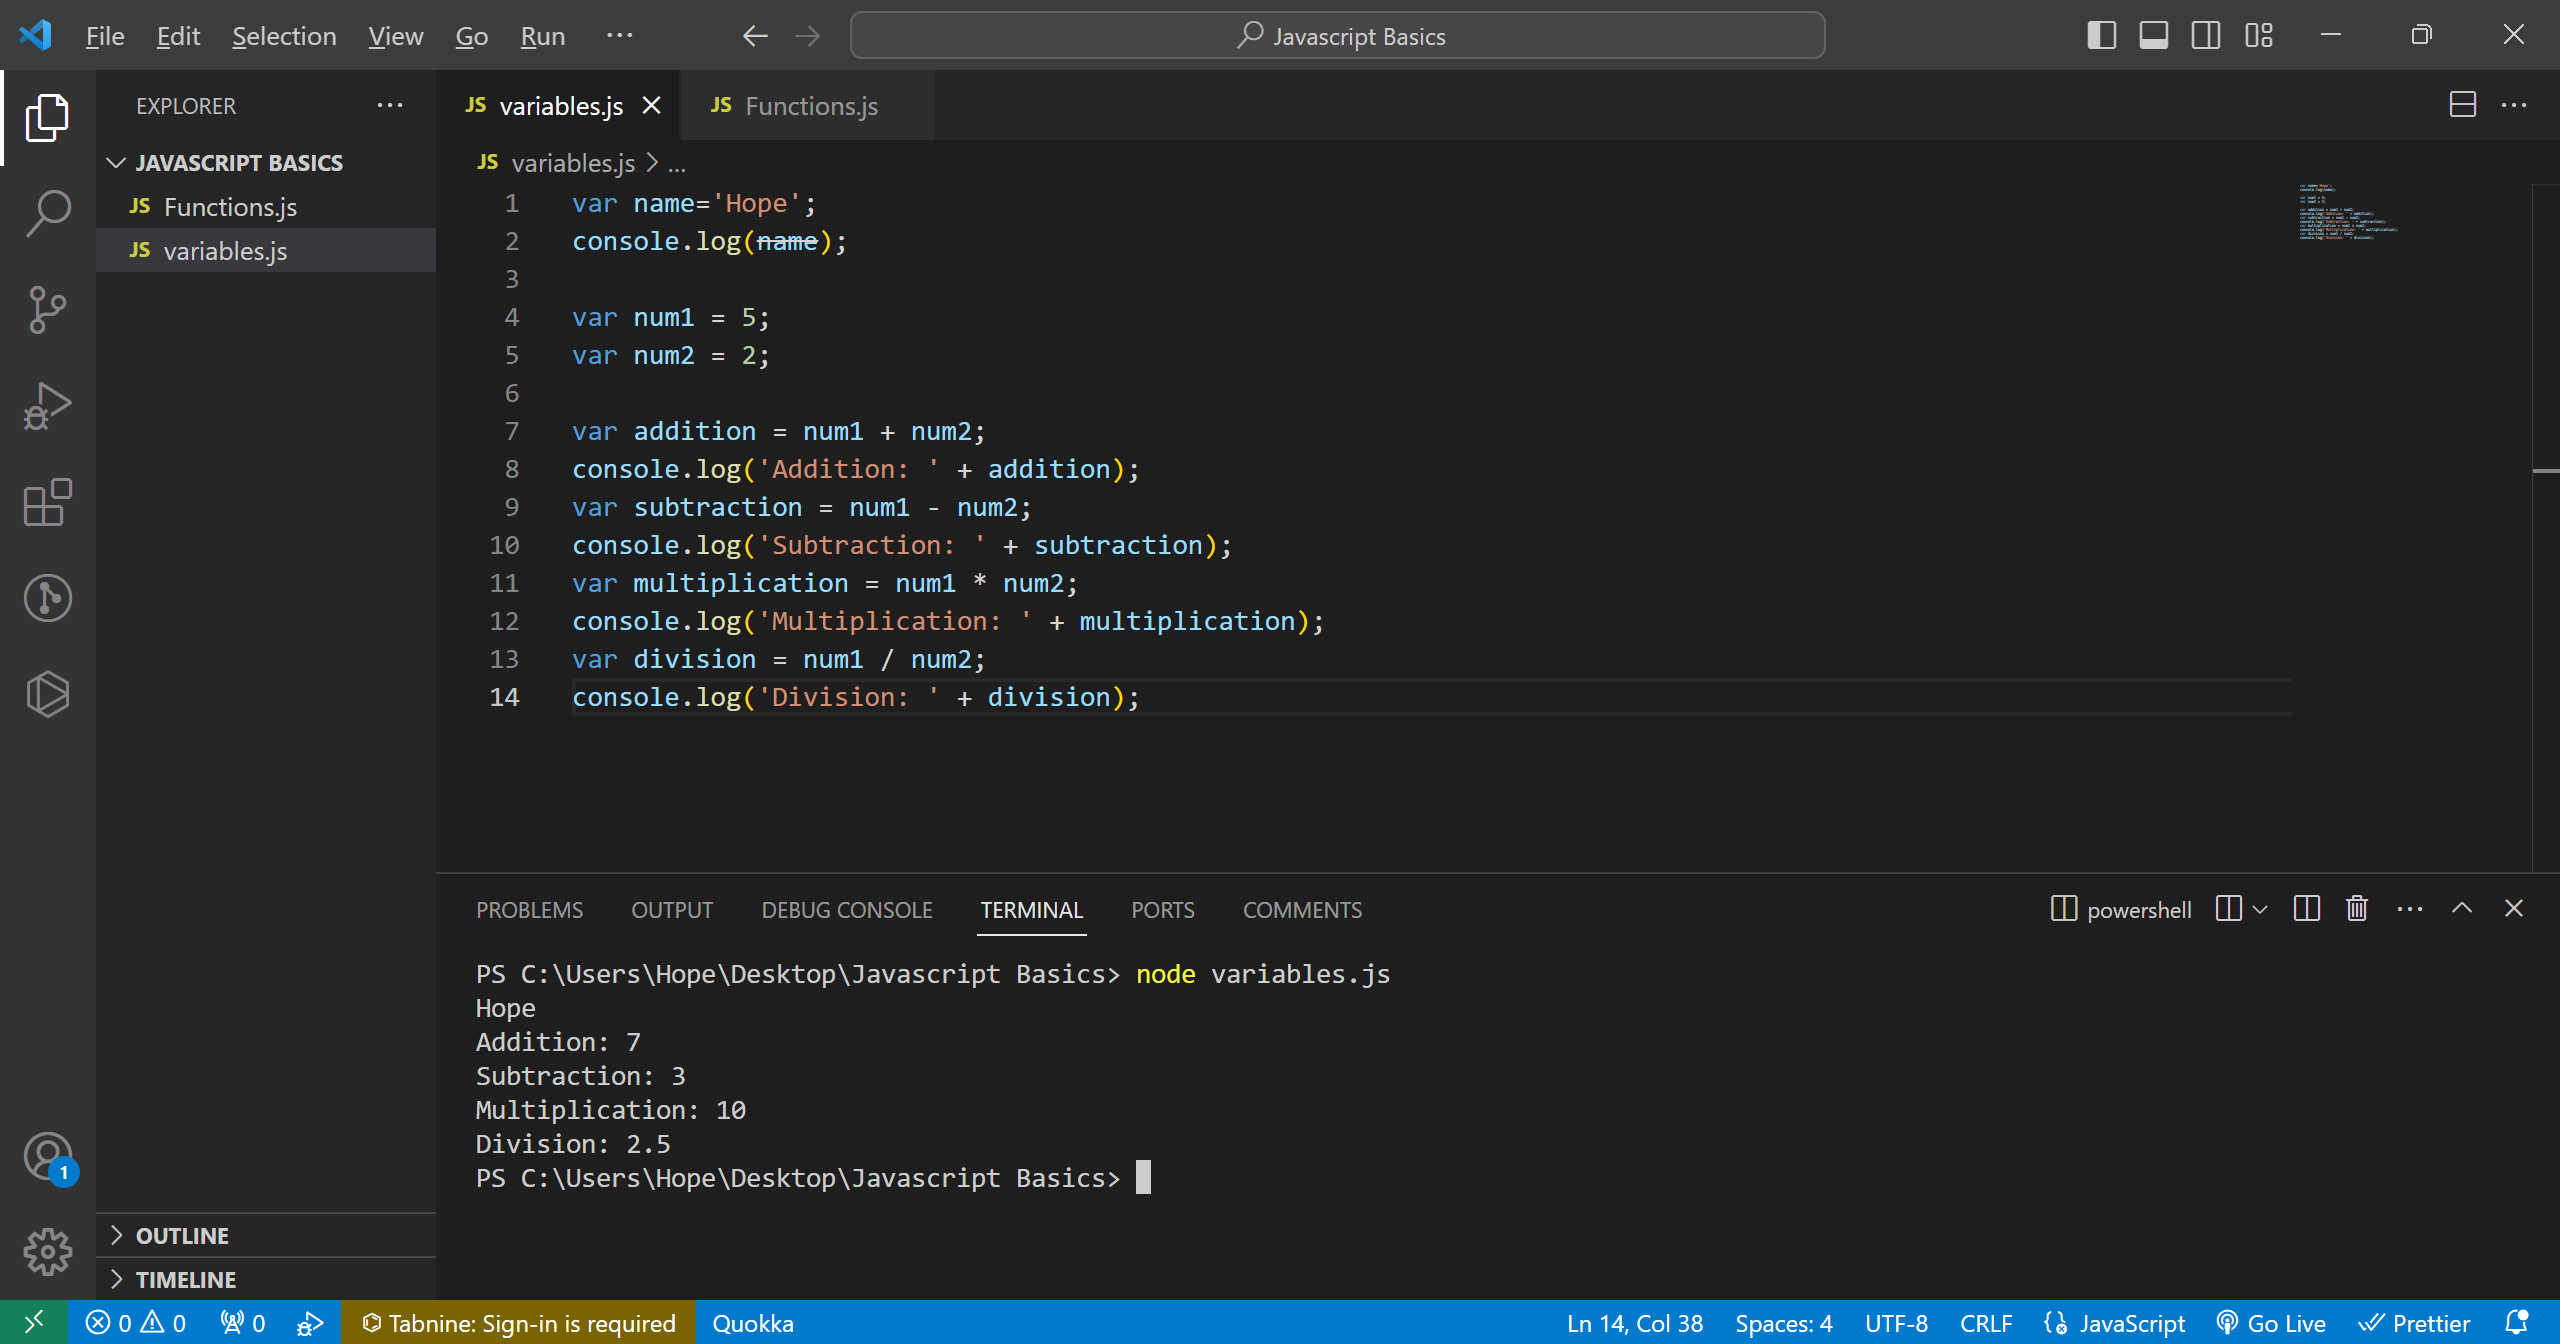 File Edit Selection View Go Run ··· Javascript Basics
EXPLORER
JAVASCRIPT BASICS
JS Functions.js
JS variables.js
OUTLINE
TIMELINE
1
JS variables.js JS Functions.js
JS variables.js > ...
1 var name='Hope';
2 console.log(name);
3
4 var num1 = 5;
5 var num2 = 2;
6
7 var addition = num1 + num2;
8 console.log('Addition: ' + addition);
9 var subtraction = num1 - num2;
10 console.log('Subtraction: ' + subtraction);
11 var multiplication = num1 * num2;
12 console.log('Multiplication: ' + multiplication);
13 var division = num1 / num2;
14 console.log('Division: ' + division);
PROBLEMS OUTPUT DEBUG CONSOLE TERMINAL PORTS COMMENTS powershell
PS C:\Users\Hope\Desktop\Javascript Basics> node variables.js
Hope
Addition: 7
Subtraction: 3
Multiplication: 10
Division: 2.5
PS C:\Users\Hope\Desktop\Javascript Basics>
0 0 0 Tabnine: Sign-in is required Quokka Ln 14, Col 38 Spaces: 4 UTF-8 CRLF JavaScript Go Live Prettier